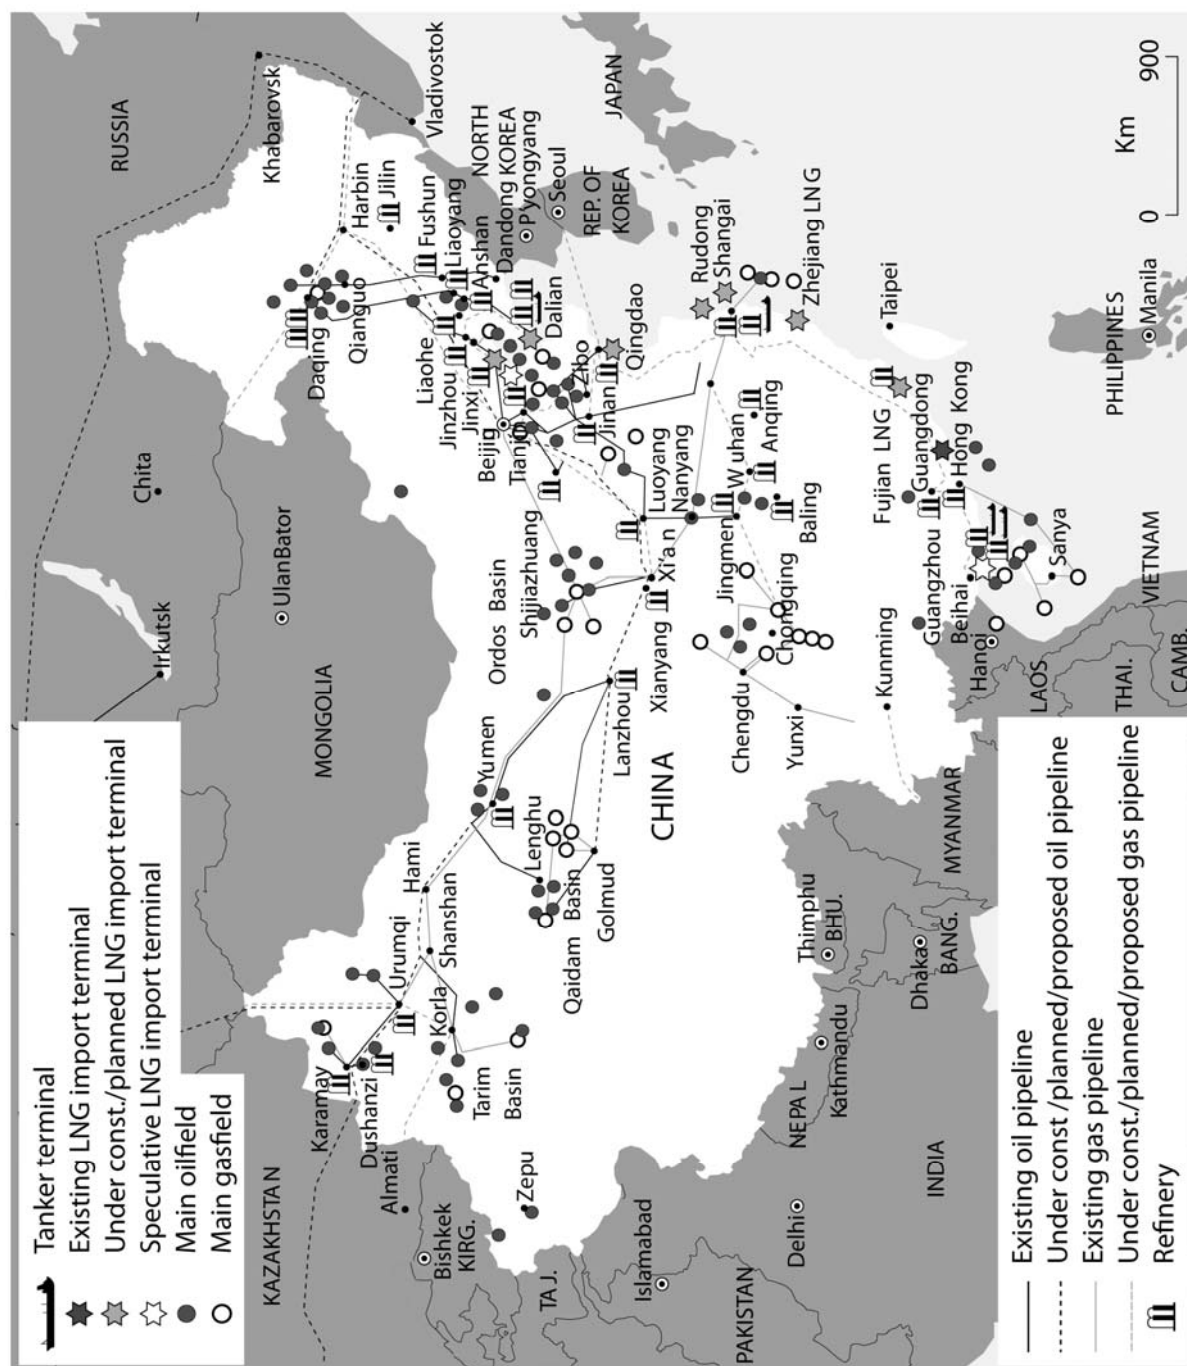 Tanker terminal
Existing LNG import terminal
Under const./planned LNG import terminal
Speculative LNG import terminal
Main oilfield
Main gasfield
RUSSIA
KAZAKHSTAN
MONGOLIA
Irkutsk
Chita
UlanBator
Khabarovsk
Vladivostok
Harbin
Jilin
Daqing
Qianguo
Fushun
Liaoyang
Anshan
Dandong
NORTH
KOREA
P'yongyang
Seoul
REP. OF
KOREA
JAPAN
Liaohe
Jinzhou
Jinxi
Beijig
Tianjin
Dalian
Zibo
Jinan
Qingdao
Karamay
Dushanzi
Almati
Bishkek
KIRG.
Urumqi
Shanshan
Hami
Korla
Tarim
Basin
Yumen
Lenghu
Qaidam Basin
Golmud
Ordos Basin
Shijiazhuang
Lanzhou
Xianyang
Xi'an
Luoyang
Nanyang
CHINA
Zepu
TAJ.
Islamabad
PAKISTAN
Delhi
INDIA
NEPAL
Kathmandu
Thimphu
BHU.
Dhaka
BANG.
MYANMAR
Chengdu
Chongqing
Yunxi
Kunming
Jingmen
Wuhan
Anqing
Baling
Rudong
Shangai
Zhejiang LNG
Taipei
Fujian LNG
Guangdong
Hong Kong
Guangzhou
Beihai
Hanoj
Sanya
LAOS
THAI.
VIETNAM
CAMB.
PHILIPPINES
Manila
Km
0 900
Existing oil pipeline
Under const /planned/proposed oil pipeline
Existing gas pipeline
Under const./planned/proposed gas pipeline
Refinery